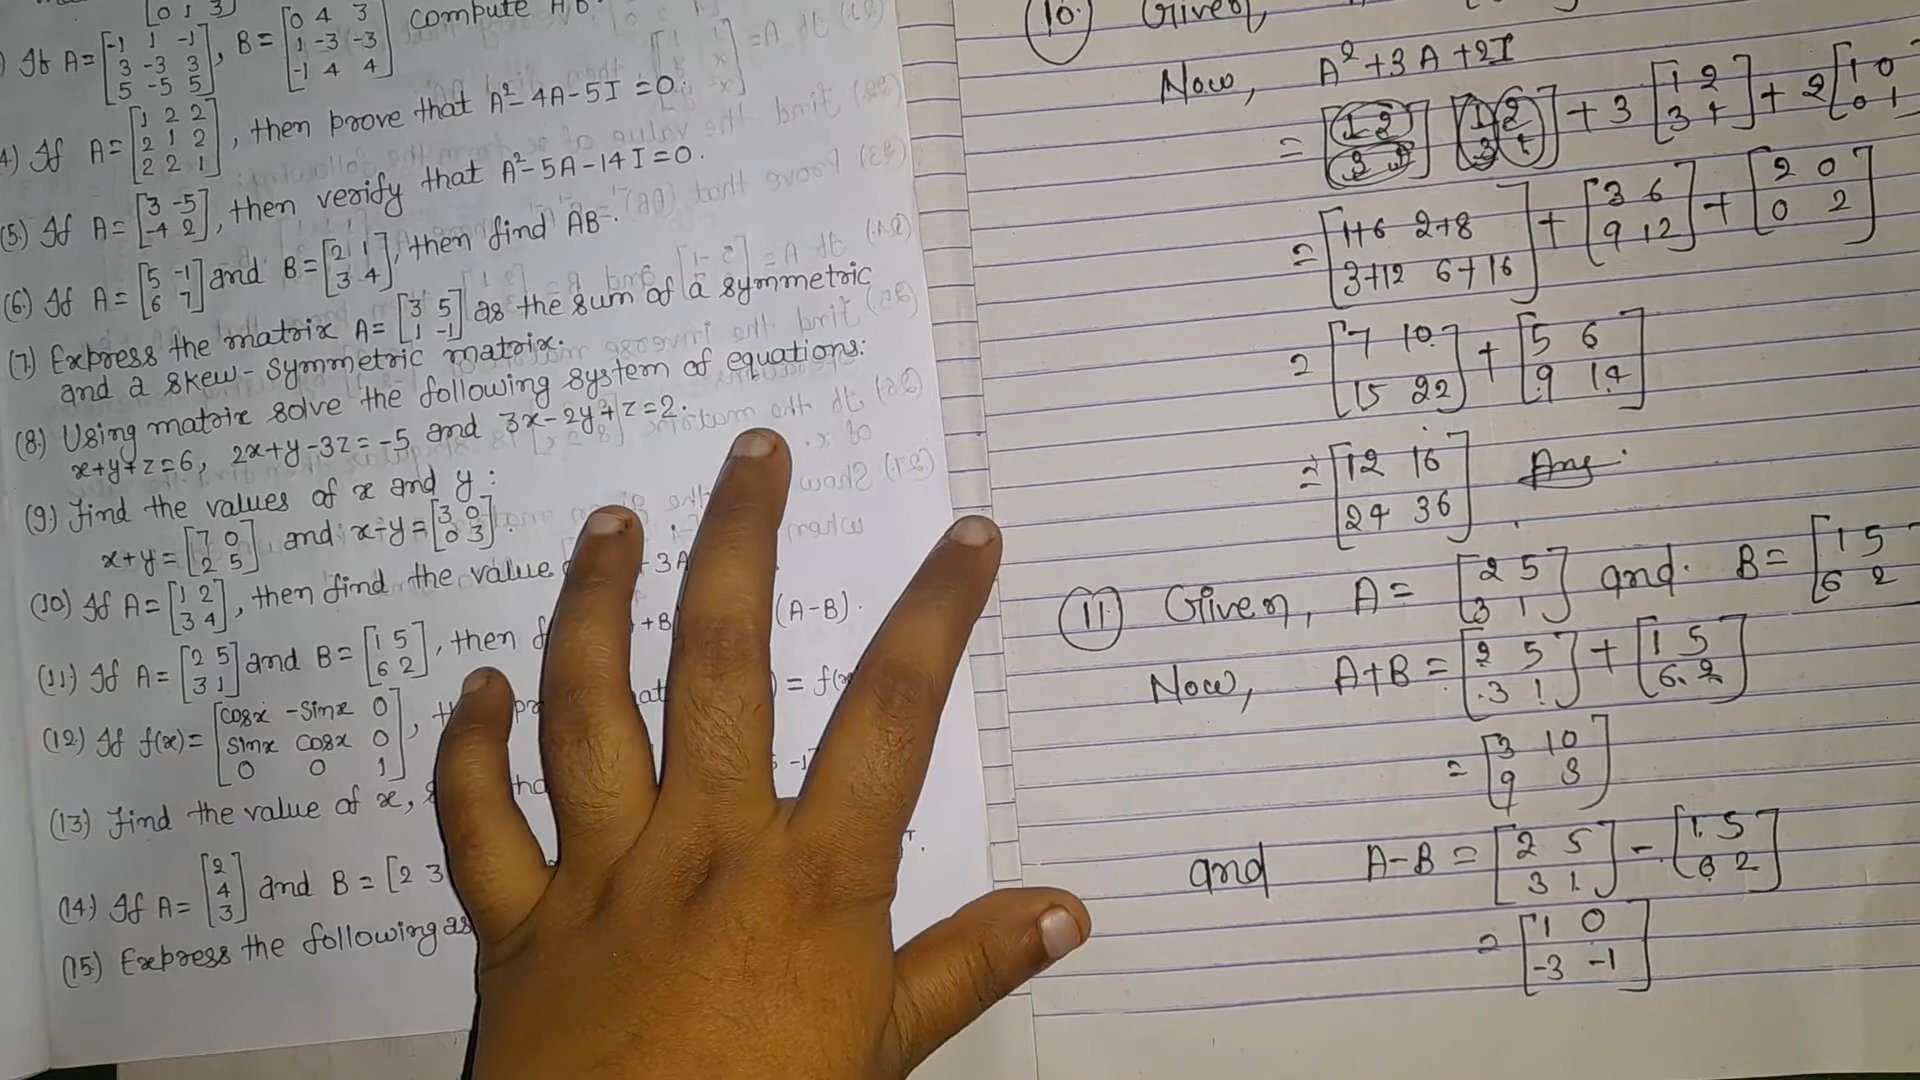 [0 1 3]
) If A = [-1 1 -1; 3 -3 3; 5 -5 5], B = [0 4 3; 1 -3 -3; -1 4 4] compute
4) If A = [1 2 2; 2 1 2; 2 2 1], then prove that A² - 4A - 5I = 0.
(5.) If A = [3 -5; -4 2], then verify that A² - 5A - 14I = 0.
(6) If A = [5 -1; 6 7] and B = [2 1; 3 4], then find AB.
(7) Express the matrix A = [3 5; 1 -1] as the sum of a symmetric
and a skew-symmetric matrix.
(8) Using matrix solve the following system of equations:
x+y+z=6, 2x+y-3z=-5 and 3x-2y+z=2.
(9) Find the values of x and y:
x+y = [7 0; 2 5] and x-y = [3 0; 0 3].
(10) If A = [1 2; 3 4], then find the value + 3A
(11) If A = [2 5; 3 1] and B = [1 5; 6 2], then +B (A-B).
(12) If f(x) = [cosx -sinx 0; sinx cosx 0; 0 0 1], = f(x
(13) Find the value of x,
(14) If A = [2; 4; 3] and B = [2 3
(15) Express the following as
(10.) Given,
Now, A² + 3A + 2I
= [1 2; 3 4] [1 2; 3 4] + 3 [1 2; 3 4] + 2 [1 0; 0 1
= [1+6 2+8; 3+12 6+16] + [3 6; 9 12] + [2 0; 0 2]
= [7 10; 15 22] + [5 6; 9 14]
= [12 16; 24 36] Ans.
(11.) Given, A = [2 5; 3 1] and. B = [1 5; 6 2
Now, A+B = [2 5; 3 1] + [1 5; 6 2]
= [3 10; 9 3]
and A-B = [2 5; 3 1] - [1 5; 6 2]
= [1 0; -3 -1]